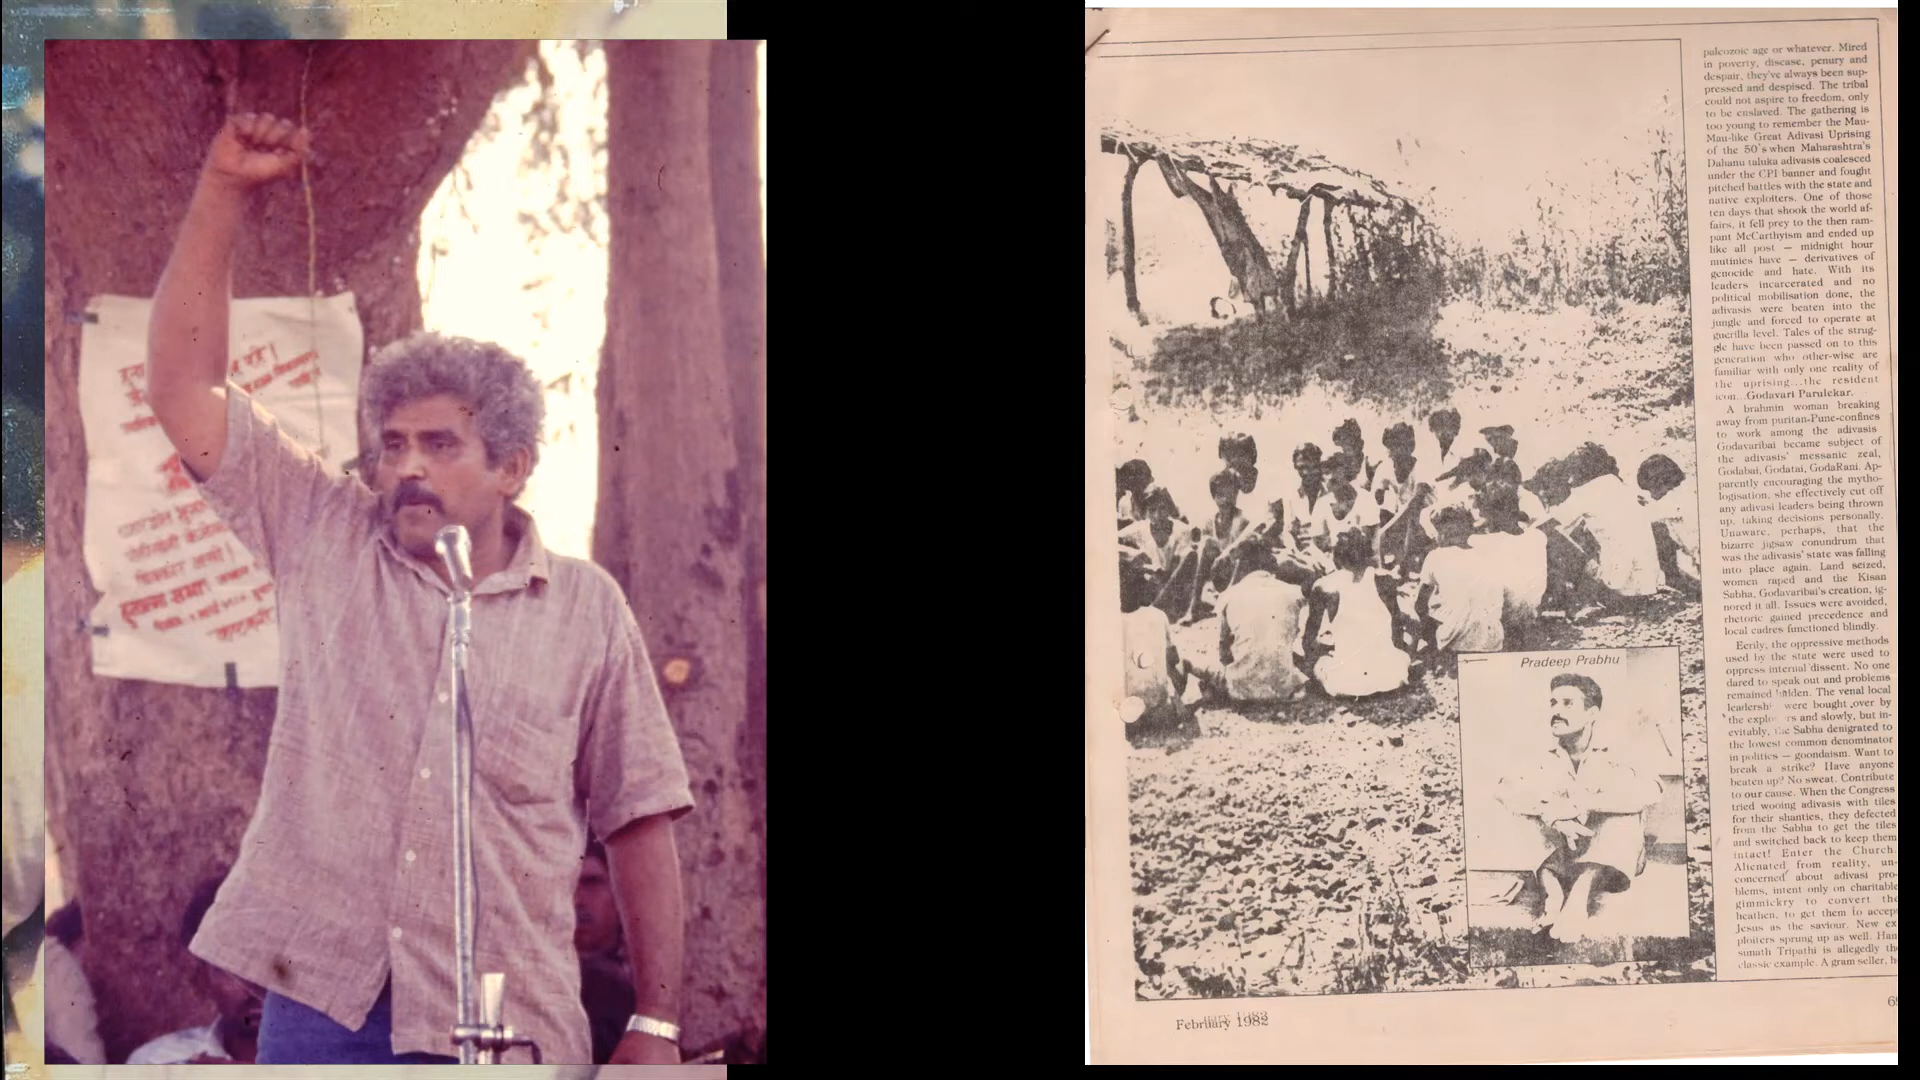 सभा
paleozoic age or whatever. Mired
in poverty, disease, penury and
despair, they've always been sup-
pressed and despised. The tribal
could not aspire to freedom, only
to be enslaved. The gathering is
too young to remember the Mau-
Mau-like Great Adivasi Uprising
of the 50's when Maharashtra's
Dahanu taluka adivasis coalesced
under the CPI banner and fought
pitched battles with the state and
native exploiters. One of those
ten days that shook the world af-
fairs, it fell prey to the then ram-
pant McCarthyism and ended up
like all post — midnight hour
mutinies have — derivatives of
genocide and hate. With its
leaders incarcerated and no
political mobilisation done, the
adivasis were beaten into the
jungle and forced to operate at
guerilla level. Tales of the strug-
gle have been passed on to this
generation who other-wise are
familiar with only one reality of
the uprising...the resident
icon...Godavari Parulekar.
A brahmin woman breaking
away from puritan-Pune-confines
to work among the adivasis
Godavaribai became subject of
the adivasis' messanic zeal,
Godabai, Godatai, GodaRani. Ap-
parently encouraging the mytho-
logisation, she effectively cut off
any adivasi leaders being thrown
up, taking decisions personally.
Unaware, perhaps, that the
bizarre jigsaw conundrum that
was the adivasis' state was falling
into place again. Land seized,
women raped and the Kisan
Sabha, Godavaribai's creation, ig-
nored it all. Issues were avoided,
rhetoric gained precedence and
local cadres functioned blindly.
Eerily, the oppressive methods
used by the state were used to
oppress internal dissent. No one
dared to speak out and problems
remained hidden. The venal local
were bought over by
the and slowly, but in-
evitably, the Sabha denigrated to
the lowest common denominator
in politics — goondaism. Want to
break a strike? Have anyone
beaten up? No sweat. Contribute
to our cause. When the Congress
tried wooing adivasis with tiles
for their shanties, they defected
from the Sabha to get the tiles
and switched back to keep them
intact! Enter the Church.
Alienated from reality, un-
concerned about adivasi pro-
blems, intent only on charitable
gimmickry to convert the
heathen, to get them to accep
Jesus as the saviour. New ex
ploiters sprung up as well. Han
sumath Tripathi is allegedly the
classic example. A gram seller, h
Pradeep Prabhu
February 1982